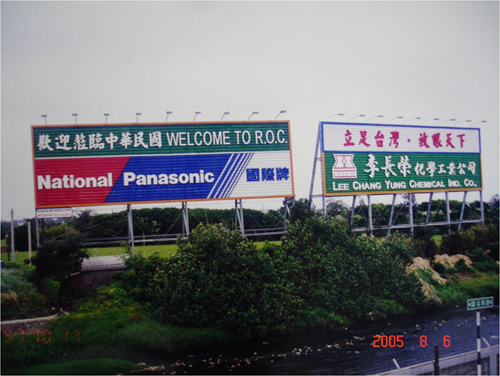 歡迎蒞臨中華民國 WELCOME TO R.O.C.
National Panasonic 國際牌
立足台灣・放眼天下
李長榮 化學工業公司
LEE CHANG YUNG CHEMICAL IND. CO.
2005 8 6